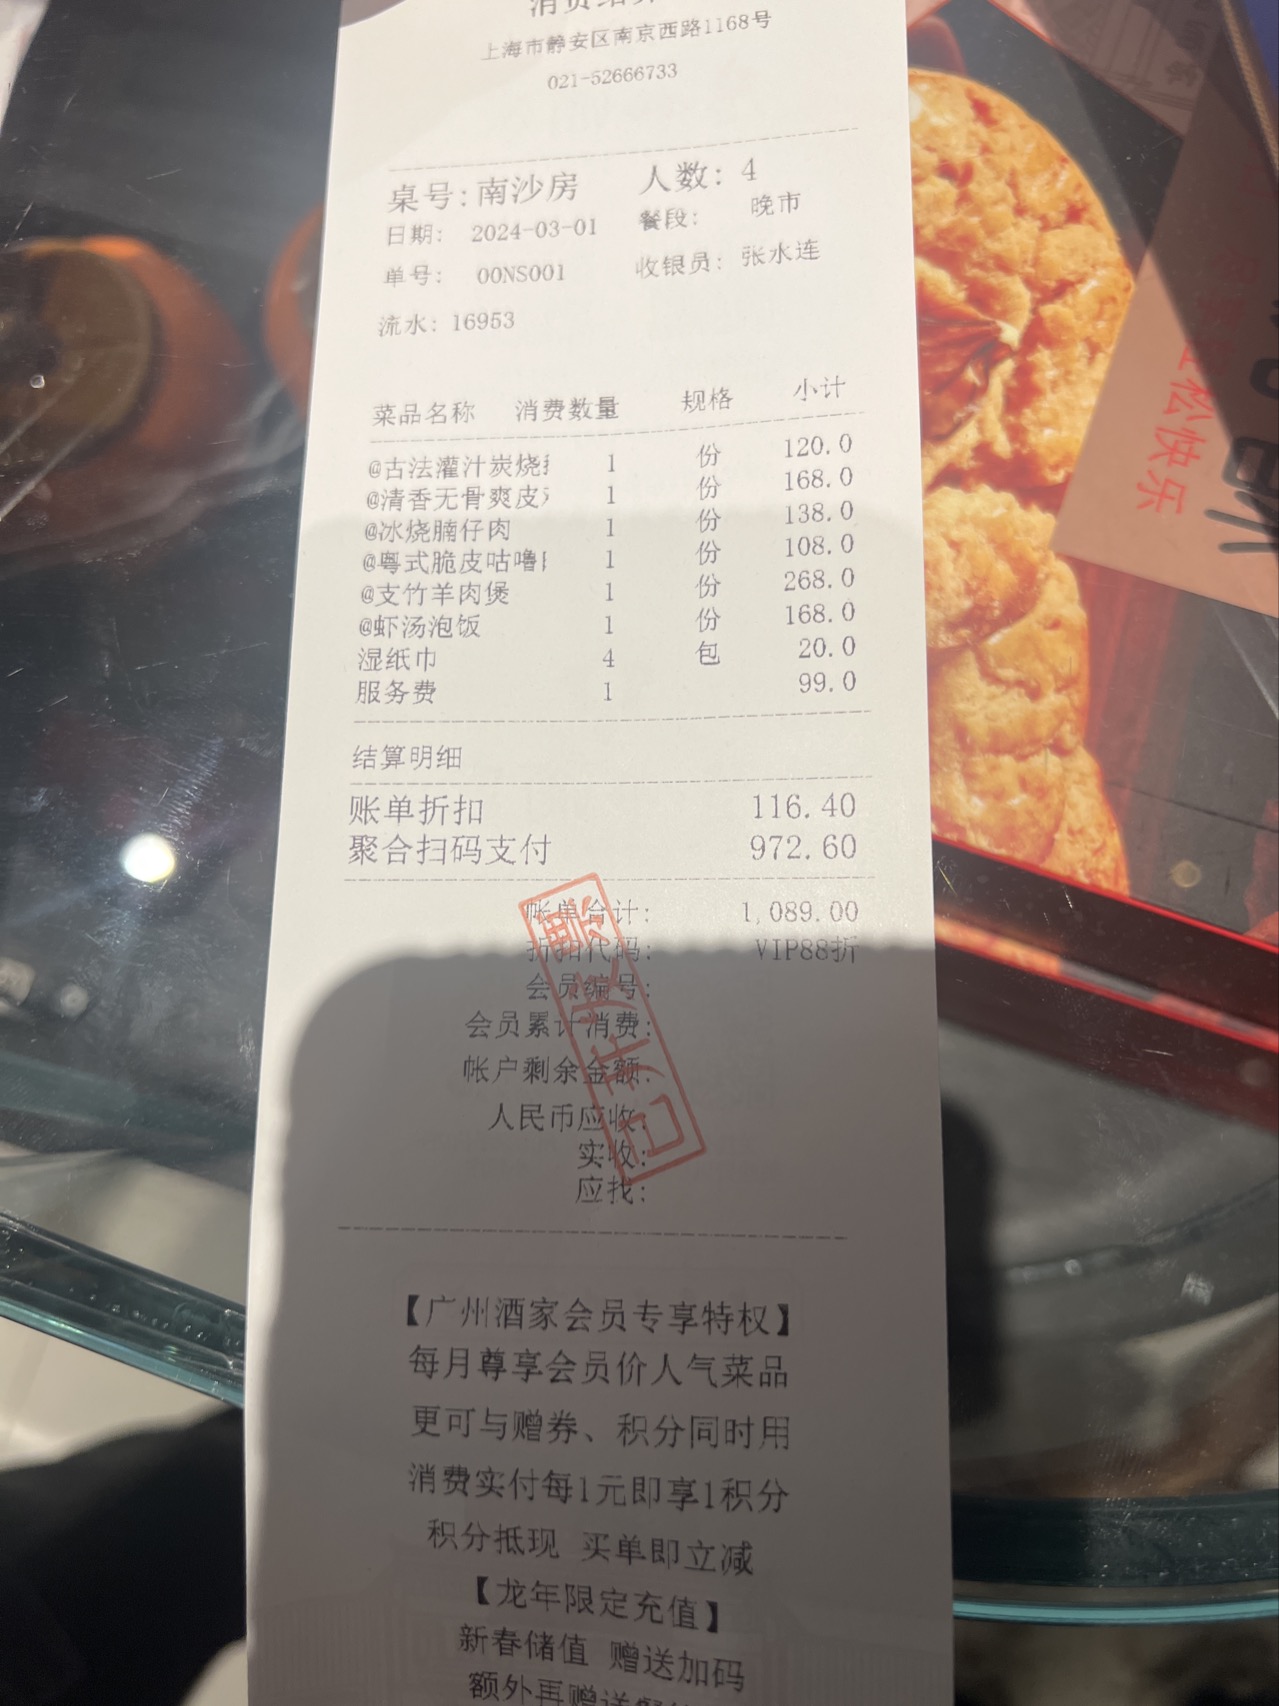 上海市静安区南京西路1168号
021-52666733
桌号:南沙房 人数: 4
日期: 2024-03-01 餐段: 晚市
单号: 00NS001 收银员: 张水连
流水: 16953
菜品名称 消费数量 规格 小计
@古法灌汁炭烧 1 份 120.0
@清香无骨爽皮 1 份 168.0
@冰烧腩仔肉 1 份 138.0
@粤式脆皮咕噜 1 份 108.0
@支竹羊肉煲 1 份 268.0
@虾汤泡饭 1 份 168.0
湿纸巾 4 包 20.0
服务费 1 99.0
结算明细
账单折扣 116.40
聚合扫码支付 972.60
帐单合计: 1,089.00
折扣代码: VIP88折
会员编号:
会员累计消费:
帐户剩余金额:
人民币应收:
实收:
应找:
已开发票
【广州酒家会员专享特权】
每月尊享会员价人气菜品
更可与赠券、积分同时用
消费实付每1元即享1积分
积分抵现 买单即立减
【龙年限定充值】
新春储值 赠送加码
额外再赠送
松快乐